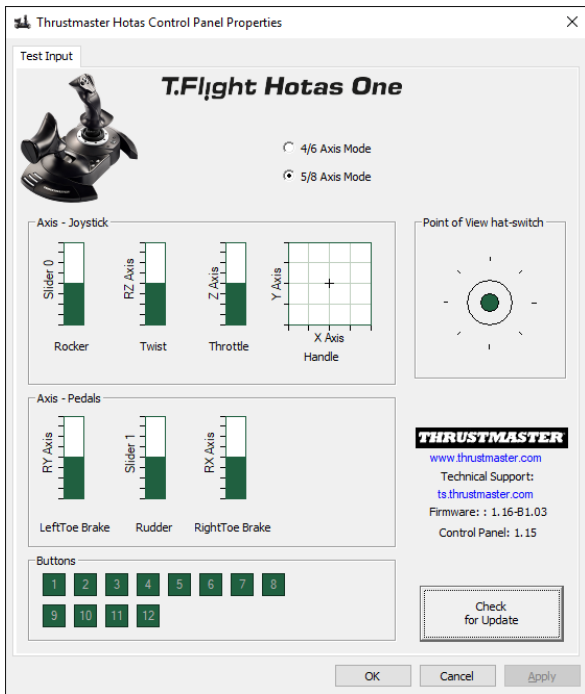 Thrustmaster Hotas Control Panel Properties
Test Input
T.Flight Hotas One
4/6 Axis Mode
5/8 Axis Mode
Axis - Joystick
Slider 0
RZ Axis
Z Axis
Y Axis
X Axis
Rocker
Twist
Throttle
Handle
Point of View hat-switch
Axis - Pedals
RY Axis
Slider 1
RX Axis
LeftToe Brake
Rudder
RightToe Brake
THRUSTMASTER
www.thrustmaster.com
Technical Support:
ts.thrustmaster.com
Firmware: : 1.16-B1.03
Control Panel: 1.15
Buttons
1 2 3 4 5 6 7 8
9 10 11 12
Check
for Update
OK
Cancel
Apply